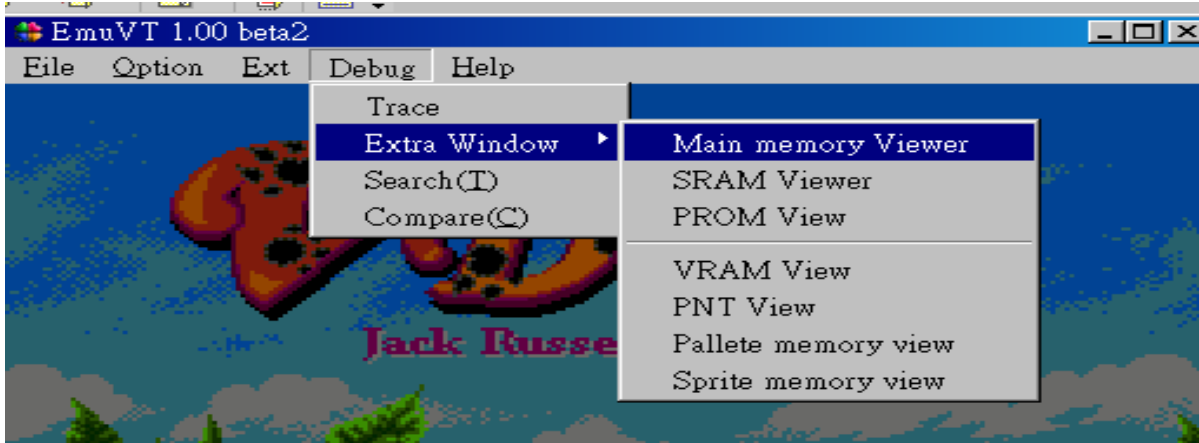 EmuVT 1.00 beta2
File Option Ext Debug Help
Trace
Extra Window
Search(T)
Compare(C)
Main memory Viewer
SRAM Viewer
PROM View
VRAM View
PNT View
Pallete memory view
Sprite memory view
Jack Russe